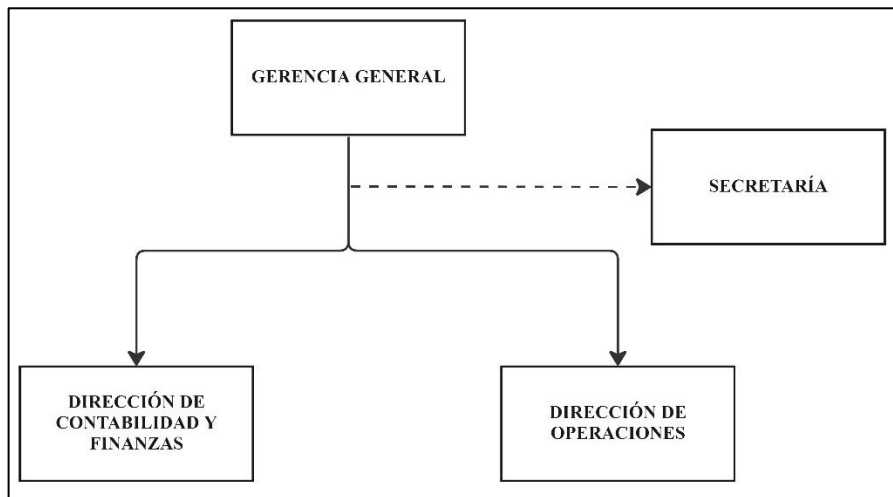 GERENCIA GENERAL
SECRETARÍA
DIRECCIÓN DE
CONTABILIDAD Y
FINANZAS
DIRECCIÓN DE
OPERACIONES